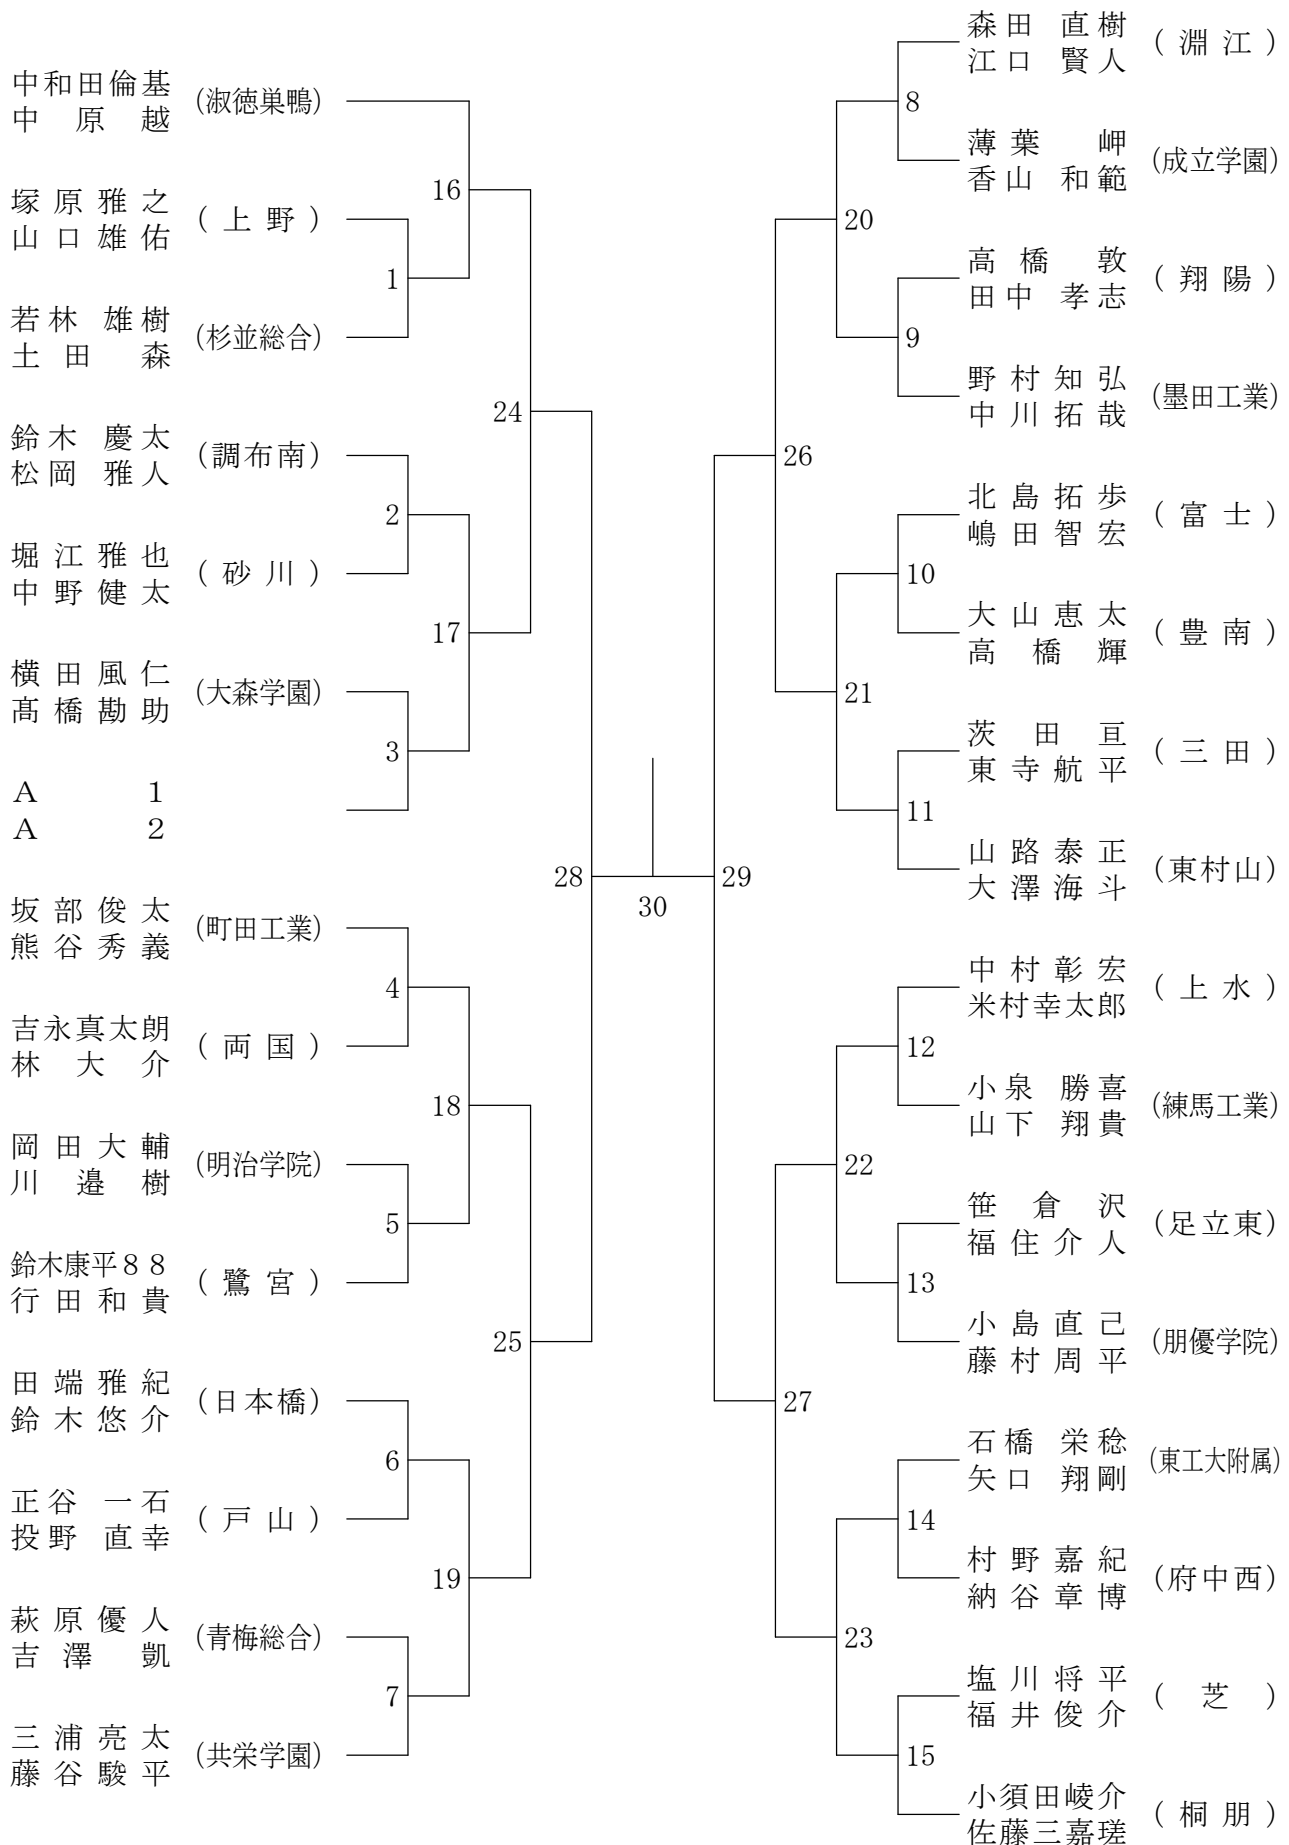 中和田倫基
中原越
(淑徳巣鴨)
塚原雅之
山口雄佑
(上野)
若林雄樹
土田森
(杉並総合)
鈴木慶太
松岡雅人
(調布南)
堀江雅也
中野健太
(砂川)
横田風仁
髙橋勘助
(大森学園)
A 1
A 2
坂部俊太
熊谷秀義
(町田工業)
吉永真太朗
林大介
(両国)
岡田大輔
川邉樹
(明治学院)
鈴木康平88
行田和貴
(鷺宮)
田端雅紀
鈴木悠介
(日本橋)
正谷一石
投野直幸
(戸山)
萩原優人
吉澤凱
(青梅総合)
三浦亮太
藤谷駿平
(共栄学園)
1
2
3
4
5
6
7
16
17
18
19
24
25
28
30
29
26
27
20
21
22
23
8
9
10
11
12
13
14
15
森田直樹
江口賢人
(淵江)
薄葉岬
香山和範
(成立学園)
高橋敦
田中孝志
(翔陽)
野村知弘
中川拓哉
(墨田工業)
北島拓歩
嶋田智宏
(富士)
大山恵太
高橋輝
(豊南)
茨田亘
東寺航平
(三田)
山路泰正
大澤海斗
(東村山)
中村彰宏
米村幸太郎
(上水)
小泉勝喜
山下翔貴
(練馬工業)
笹倉沢
福住介人
(足立東)
小島直己
藤村周平
(朋優学院)
石橋栄稔
矢口翔剛
(東工大附属)
村野嘉紀
納谷章博
(府中西)
塩川将平
福井俊介
(芝)
小須田崚介
佐藤三嘉瑳
(桐朋)